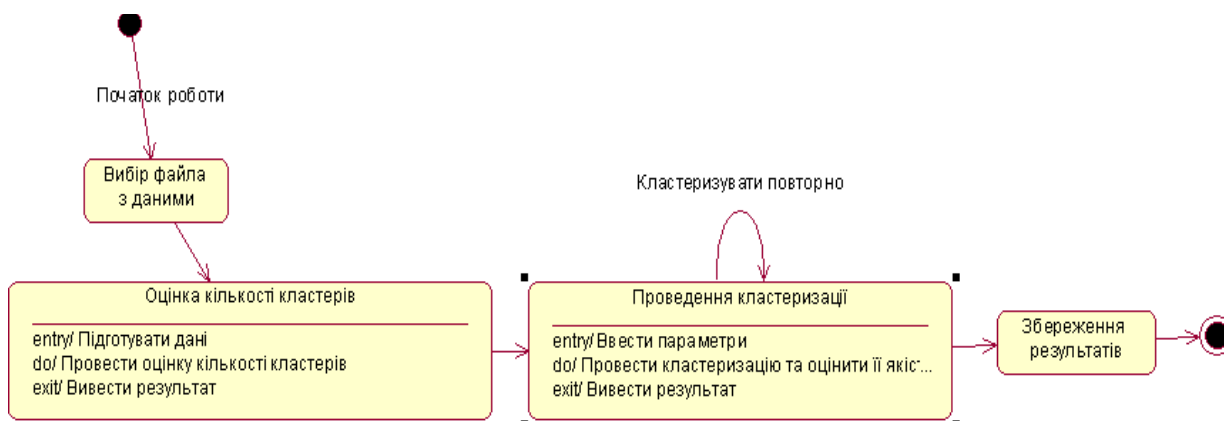 Початок роботи
Вибір файла
з даними
Кластеризувати повторно
Оцінка кількості кластерів
entry/ Підготувати дані
do/ Провести оцінку кількості кластерів
exit/ Вивести результат
Проведення кластеризації
entry/ Ввести параметри
do/ Провести кластеризацію та оцінити її якіс...
exit/ Вивести результат
Збереження
результатів